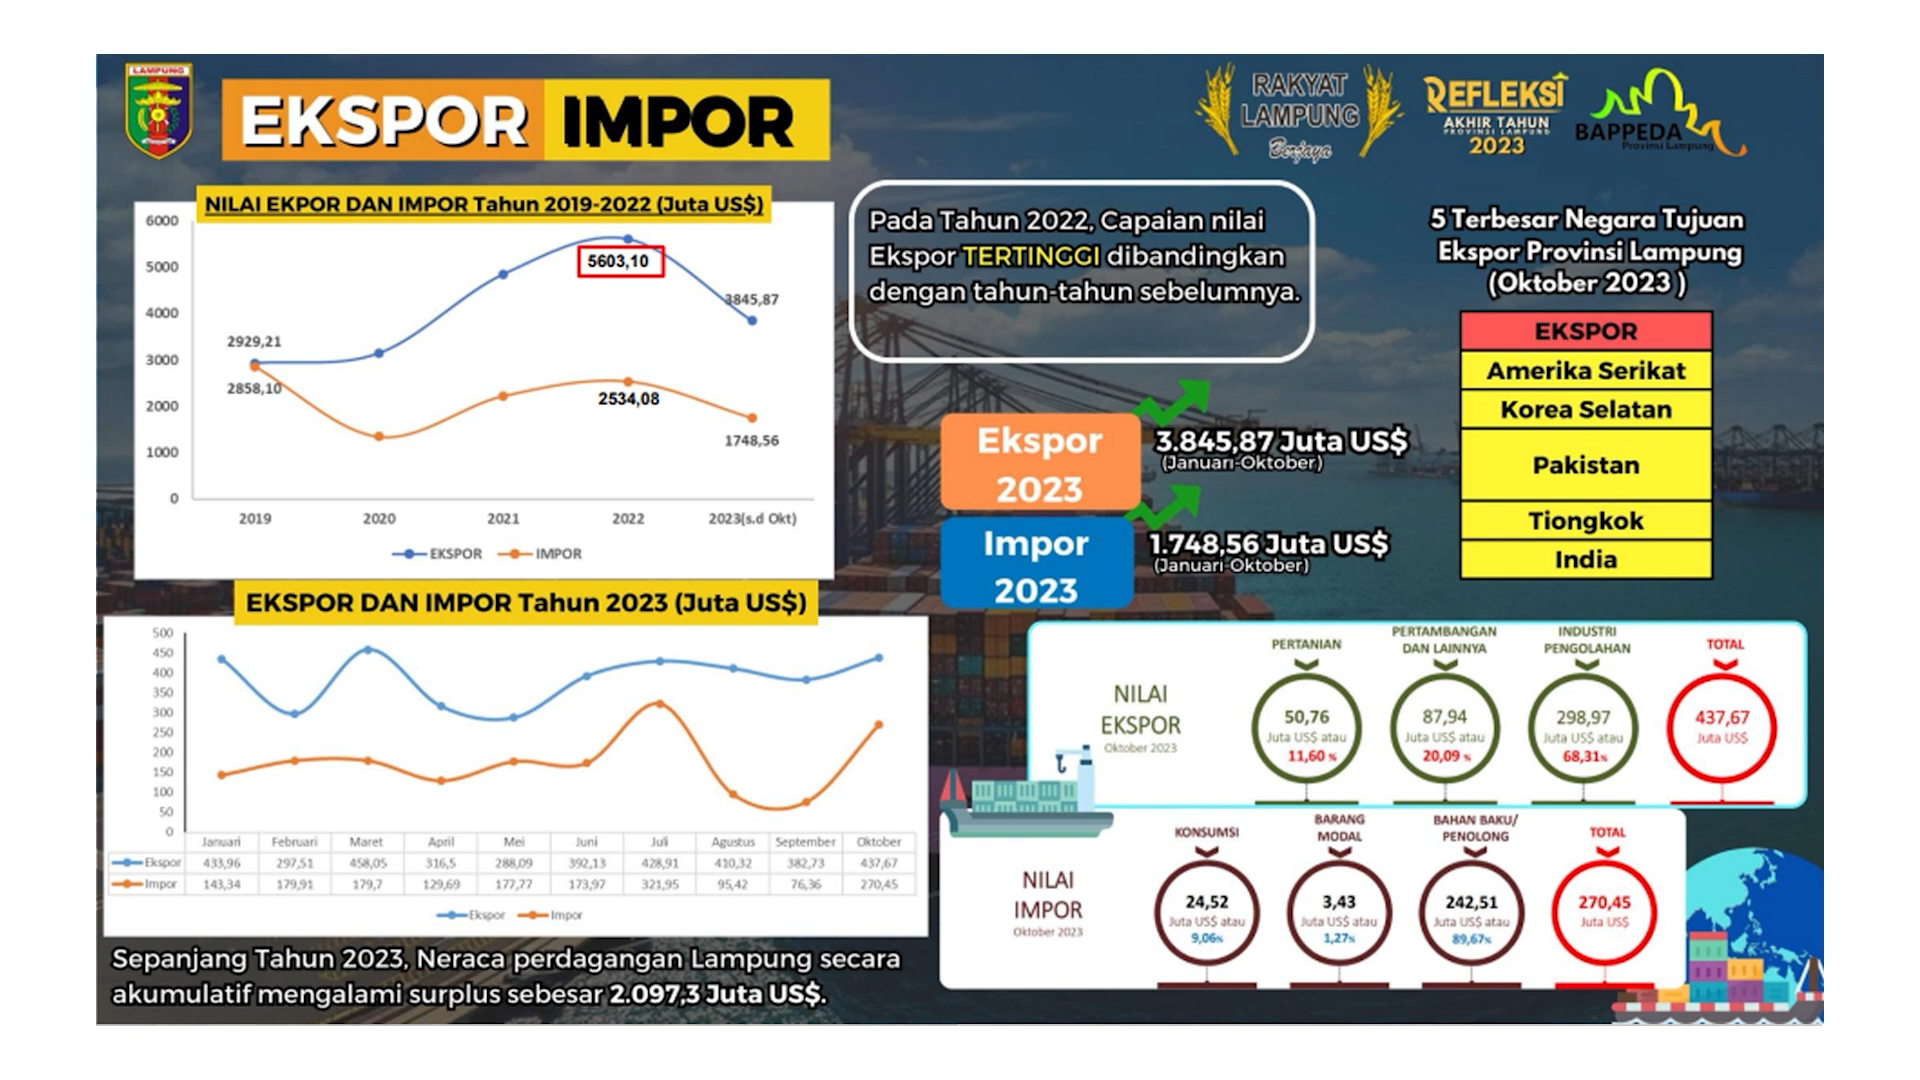 LAMPUNG
EKSPOR IMPOR
RAKYAT
LAMPUNG
Berjaya
REFLEKSI
AKHIR TAHUN
PROVINSI LAMPUNG
2023
BAPPEDA
Provinsi Lampung
NILAI EKPOR DAN IMPOR Tahun 2019-2022 (Juta US$)
6000
5000
4000
3000
2000
1000
0
2929,21
2858,10
5603,10
2534,08
3845,87
1748,56
2019 2020 2021 2022 2023(s.d Okt)
EKSPOR IMPOR
Pada Tahun 2022, Capaian nilai
Ekspor TERTINGGI dibandingkan
dengan tahun-tahun sebelumnya.
5 Terbesar Negara Tujuan
Ekspor Provinsi Lampung
(Oktober 2023 )
EKSPOR
Amerika Serikat
Korea Selatan
Pakistan
Tiongkok
India
Ekspor
2023
3.845,87 Juta US$
(Januari-Oktober)
Impor
2023
1.748,56 Juta US$
(Januari-Oktober)
EKSPOR DAN IMPOR Tahun 2023 (Juta US$)
500
450
400
350
300
250
200
150
100
50
0
Januari Februari Maret April Mei Juni Juli Agustus September Oktober
Ekspor 433,96 297,51 458,05 316,5 288,09 392,13 428,91 410,32 382,73 437,67
Impor 143,34 179,91 179,7 129,69 177,77 173,97 321,95 95,42 76,36 270,45
Ekspor Impor
Sepanjang Tahun 2023, Neraca perdagangan Lampung secara
akumulatif mengalami surplus sebesar 2.097,3 Juta US$.
NILAI
EKSPOR
Oktober 2023
PERTANIAN
50,76
Juta US$ atau
11,60 %
PERTAMBANGAN
DAN LAINNYA
87,94
Juta US$ atau
20,09 %
INDUSTRI
PENGOLAHAN
298,97
Juta US$ atau
68,31%
TOTAL
437,67
Juta US$
NILAI
IMPOR
Oktober 2023
KONSUMSI
24,52
Juta US$ atau
9,06%
BARANG
MODAL
3,43
Juta US$ atau
1,27%
BAHAN BAKU/
PENOLONG
242,51
Juta US$ atau
89,67%
TOTAL
270,45
Juta US$